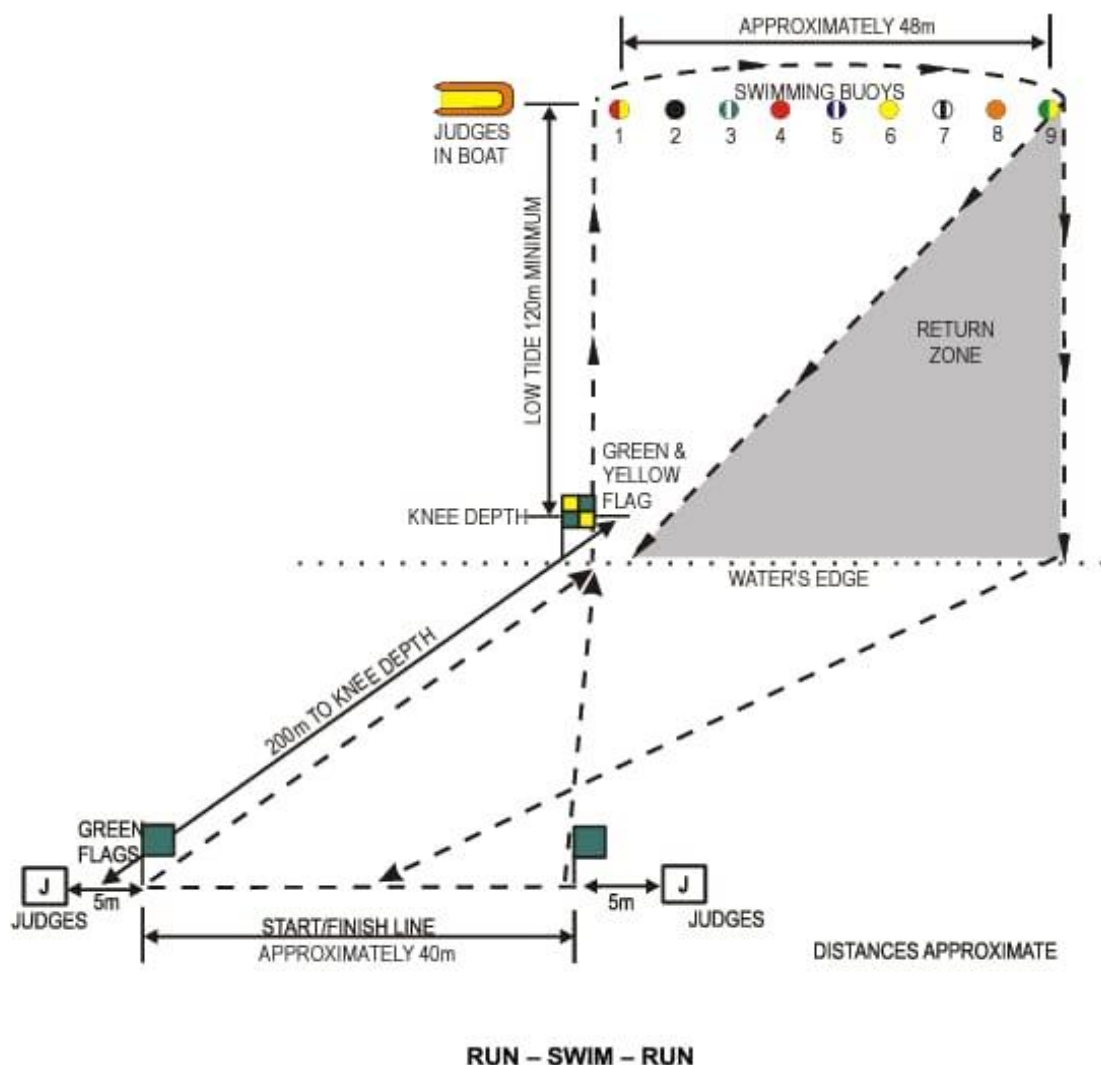 APPROXIMATELY 48m
SWIMMING BUOYS
1 2 3 4 5 6 7 8 9
JUDGES
IN BOAT
LOW TIDE 120m MINIMUM
RETURN
ZONE
GREEN &
YELLOW
FLAG
KNEE DEPTH
WATER'S EDGE
200m TO KNEE DEPTH
GREEN
FLAGS
J
JUDGES
5m
5m
J
JUDGES
START/FINISH LINE
APPROXIMATELY 40m
DISTANCES APPROXIMATE
RUN – SWIM – RUN